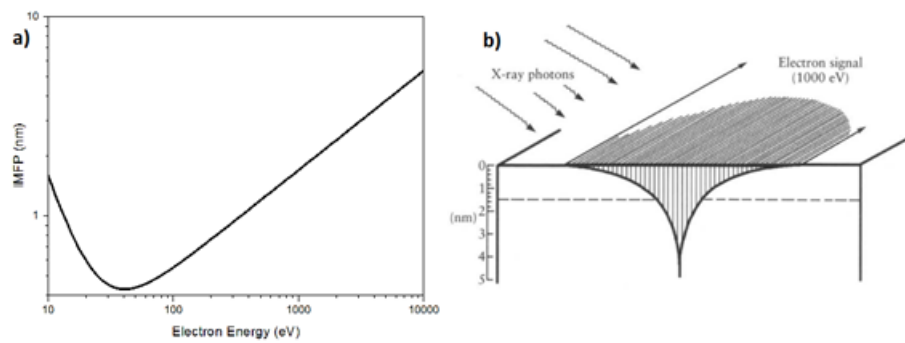 a)
10
1
IMFP (nm)
10
100
1000
10000
Electron Energy (eV)
b)
X-ray photons
Electron signal
(1000 eV)
0
1
2
(nm)
3
4
5